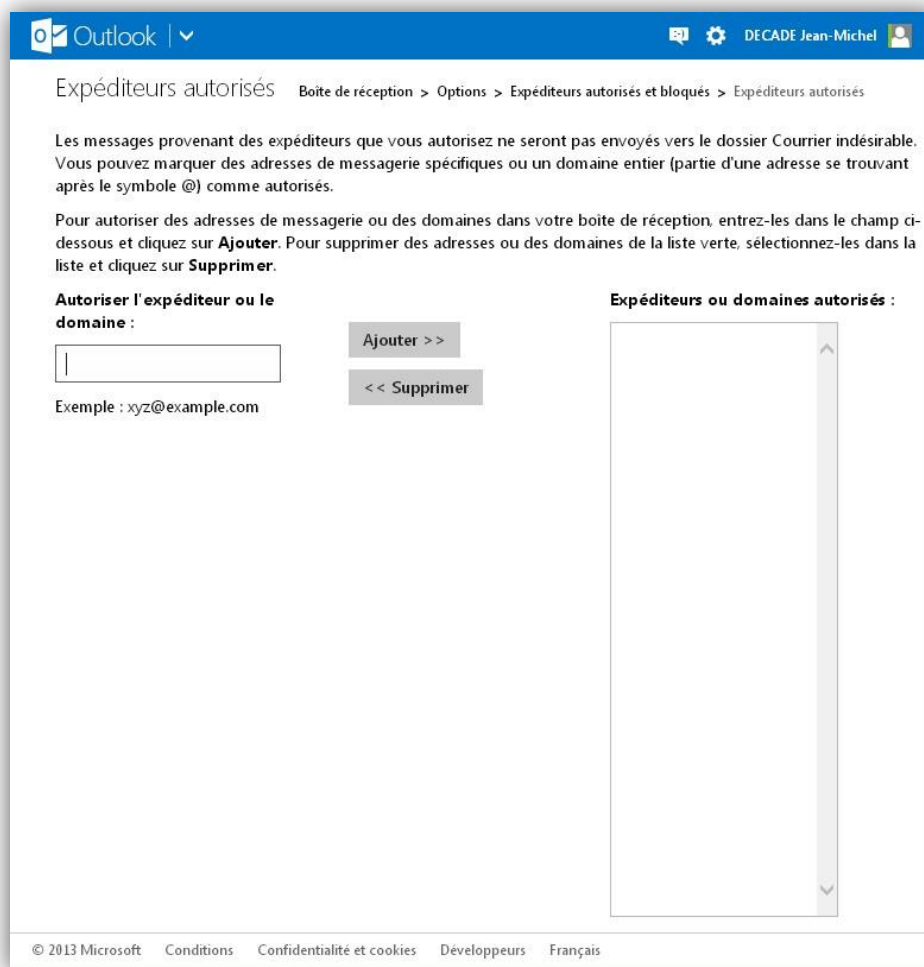 Outlook
DECADE Jean-Michel
Expéditeurs autorisés
Boîte de réception > Options > Expéditeurs autorisés et bloqués > Expéditeurs autorisés
Les messages provenant des expéditeurs que vous autorisez ne seront pas envoyés vers le dossier Courrier indésirable.
Vous pouvez marquer des adresses de messagerie spécifiques ou un domaine entier (partie d'une adresse se trouvant
après le symbole @) comme autorisés.
Pour autoriser des adresses de messagerie ou des domaines dans votre boîte de réception, entrez-les dans le champ ci-
dessous et cliquez sur Ajouter. Pour supprimer des adresses ou des domaines de la liste verte, sélectionnez-les dans la
liste et cliquez sur Supprimer.
Autoriser l'expéditeur ou le
domaine :
Exemple : xyz@example.com
Ajouter >>
<< Supprimer
Expéditeurs ou domaines autorisés :
© 2013 Microsoft Conditions Confidentialité et cookies Développeurs Français